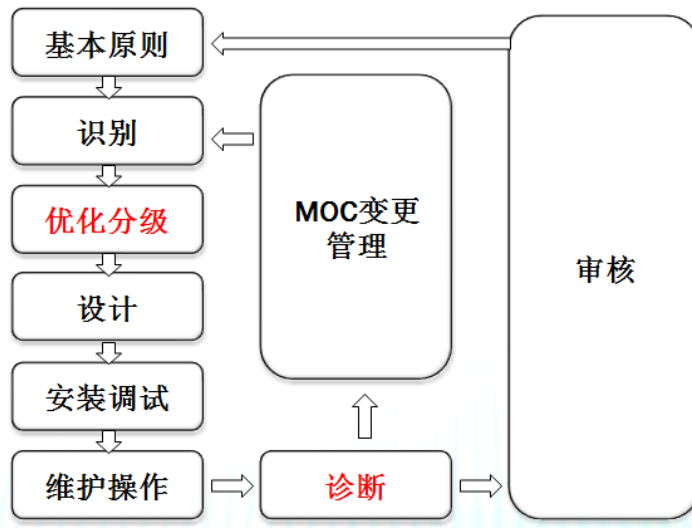 基本原则
识别
优化分级
设计
安装调试
维护操作
MOC变更
管理
诊断
审核